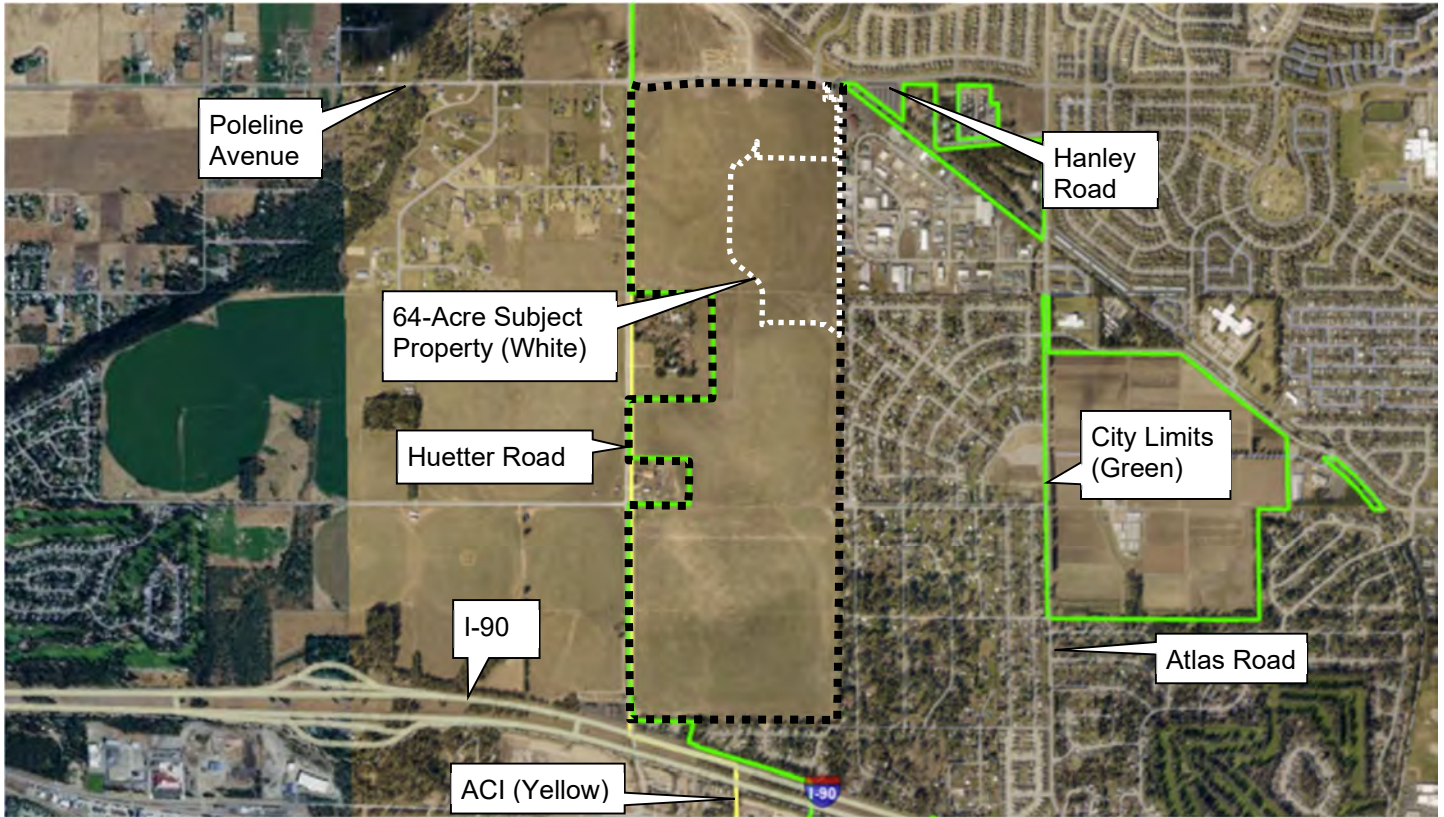 Poleline
Avenue
Hanley
Road
64-Acre Subject
Property (White)
Huetter Road
City Limits
(Green)
I-90
Atlas Road
ACI (Yellow)
I-90